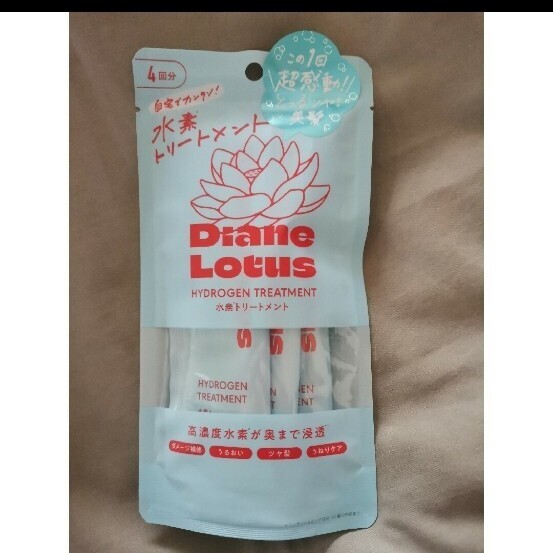 4回分
この1回
超感動!!
美髪
自宅でカンタン!
水素
トリートメント
Diane
Lotus
HYDROGEN TREATMENT
水素トリートメント
HYDROGEN
TREATMENT
高濃度水素が奥まで浸透
ダメージ補修 うるおい ツヤ髪 うねりケア